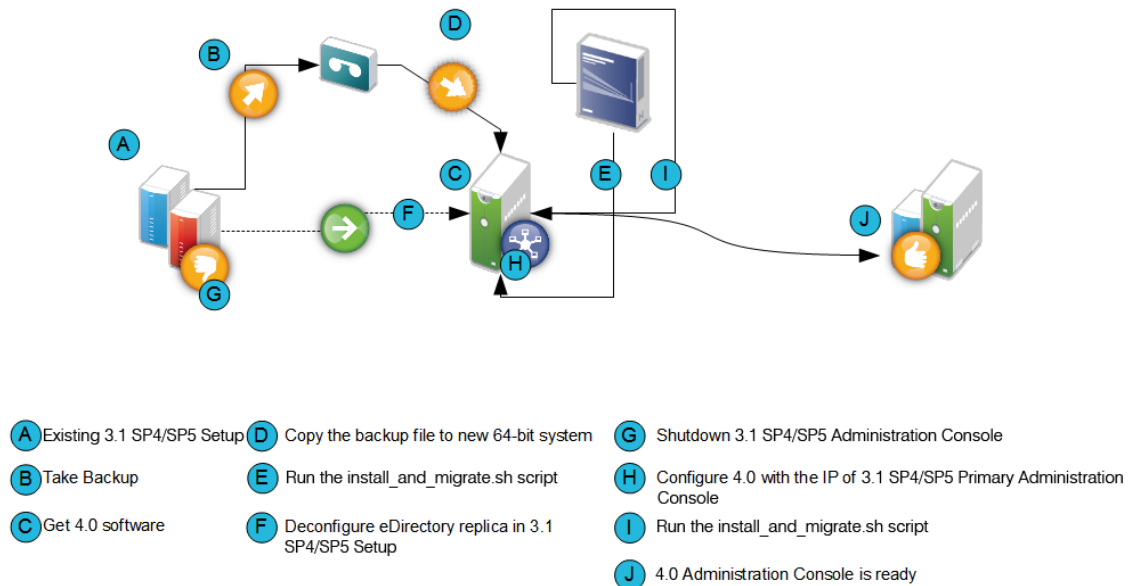 D
B
A
C
E
I
F
J
H
G
A Existing 3.1 SP4/SP5 Setup
B Take Backup
C Get 4.0 software
D Copy the backup file to new 64-bit system
E Run the install_and_migrate.sh script
F Deconfigure eDirectory replica in 3.1
SP4/SP5 Setup
G Shutdown 3.1 SP4/SP5 Administration Console
H Configure 4.0 with the IP of 3.1 SP4/SP5 Primary Administration
Console
I Run the install_and_migrate.sh script
J 4.0 Administration Console is ready